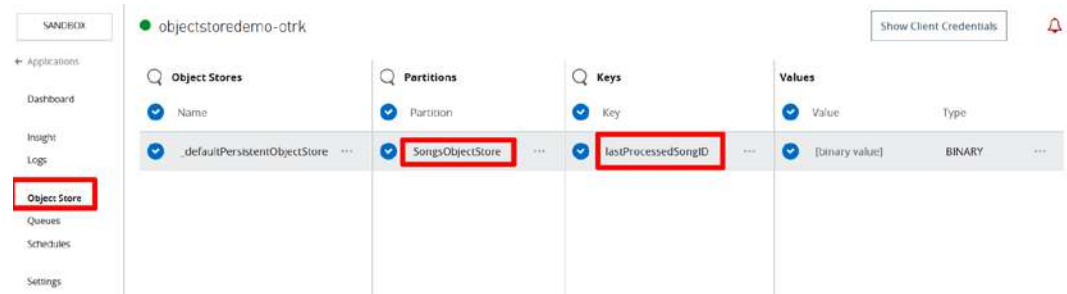 SANDBOX
objectstoredemo-otrk
Show Client Credentials
← Applications
Dashboard
Insight
Logs
Object Store
Queues
Schedules
Settings
Object Stores
Partitions
Keys
Values
Name
Partition
Key
Value
Type
_defaultPersistentObjectStore
...
SongsObjectStore
...
lastProcessedSongID
...
[binary value]
BINARY
...